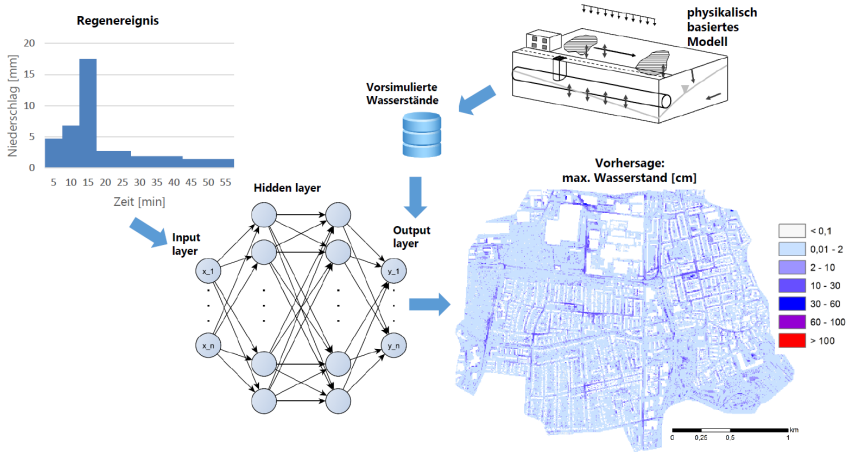 Regenereignis
Niederschlag [mm]
20
15
10
5
0
5 10 15 20 25 30 35 40 45 50 55
Zeit [min]
physikalisch
basiertes
Modell
Vorsimulierte
Wasserstände
Hidden layer
Input
layer
Output
layer
x_1
x_n
y_1
y_n
Vorhersage:
max. Wasserstand [cm]
< 0,1
0,01 - 2
2 - 10
10 - 30
30 - 60
60 - 100
> 100
km
0 0,25 0,5 1